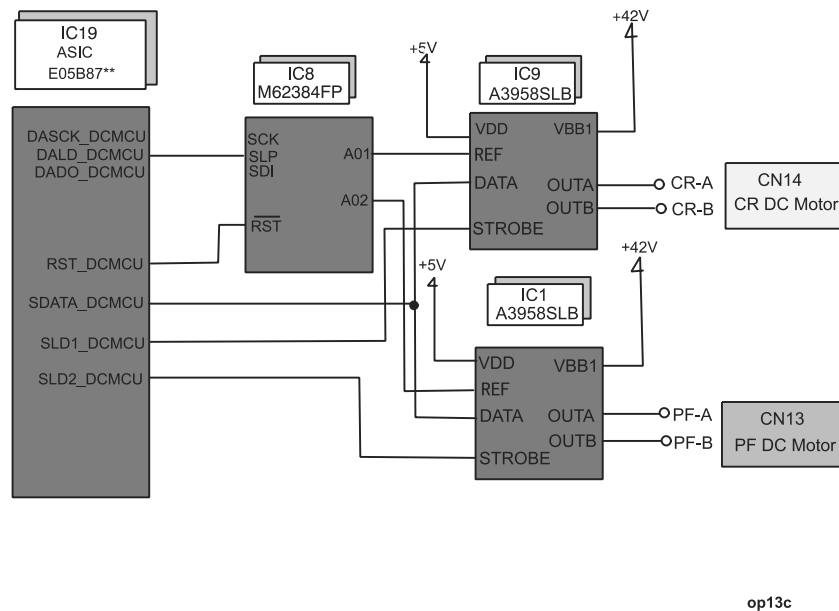 IC19
ASIC
E05B87**
DASCK_DCMCU
DALD_DCMCU
DADO_DCMCU
RST_DCMCU
SDATA_DCMCU
SLD1_DCMCU
SLD2_DCMCU
IC8
M62384FP
SCK
SLP
SDI
RST
A01
A02
+5V
+42V
IC9
A3958SLB
VDD
VBB1
REF
DATA
OUTA
OUTB
STROBE
CR-A
CR-B
CN14
CR DC Motor
+5V
+42V
IC1
A3958SLB
VDD
VBB1
REF
DATA
OUTA
OUTB
STROBE
PF-A
PF-B
CN13
PF DC Motor
op13c